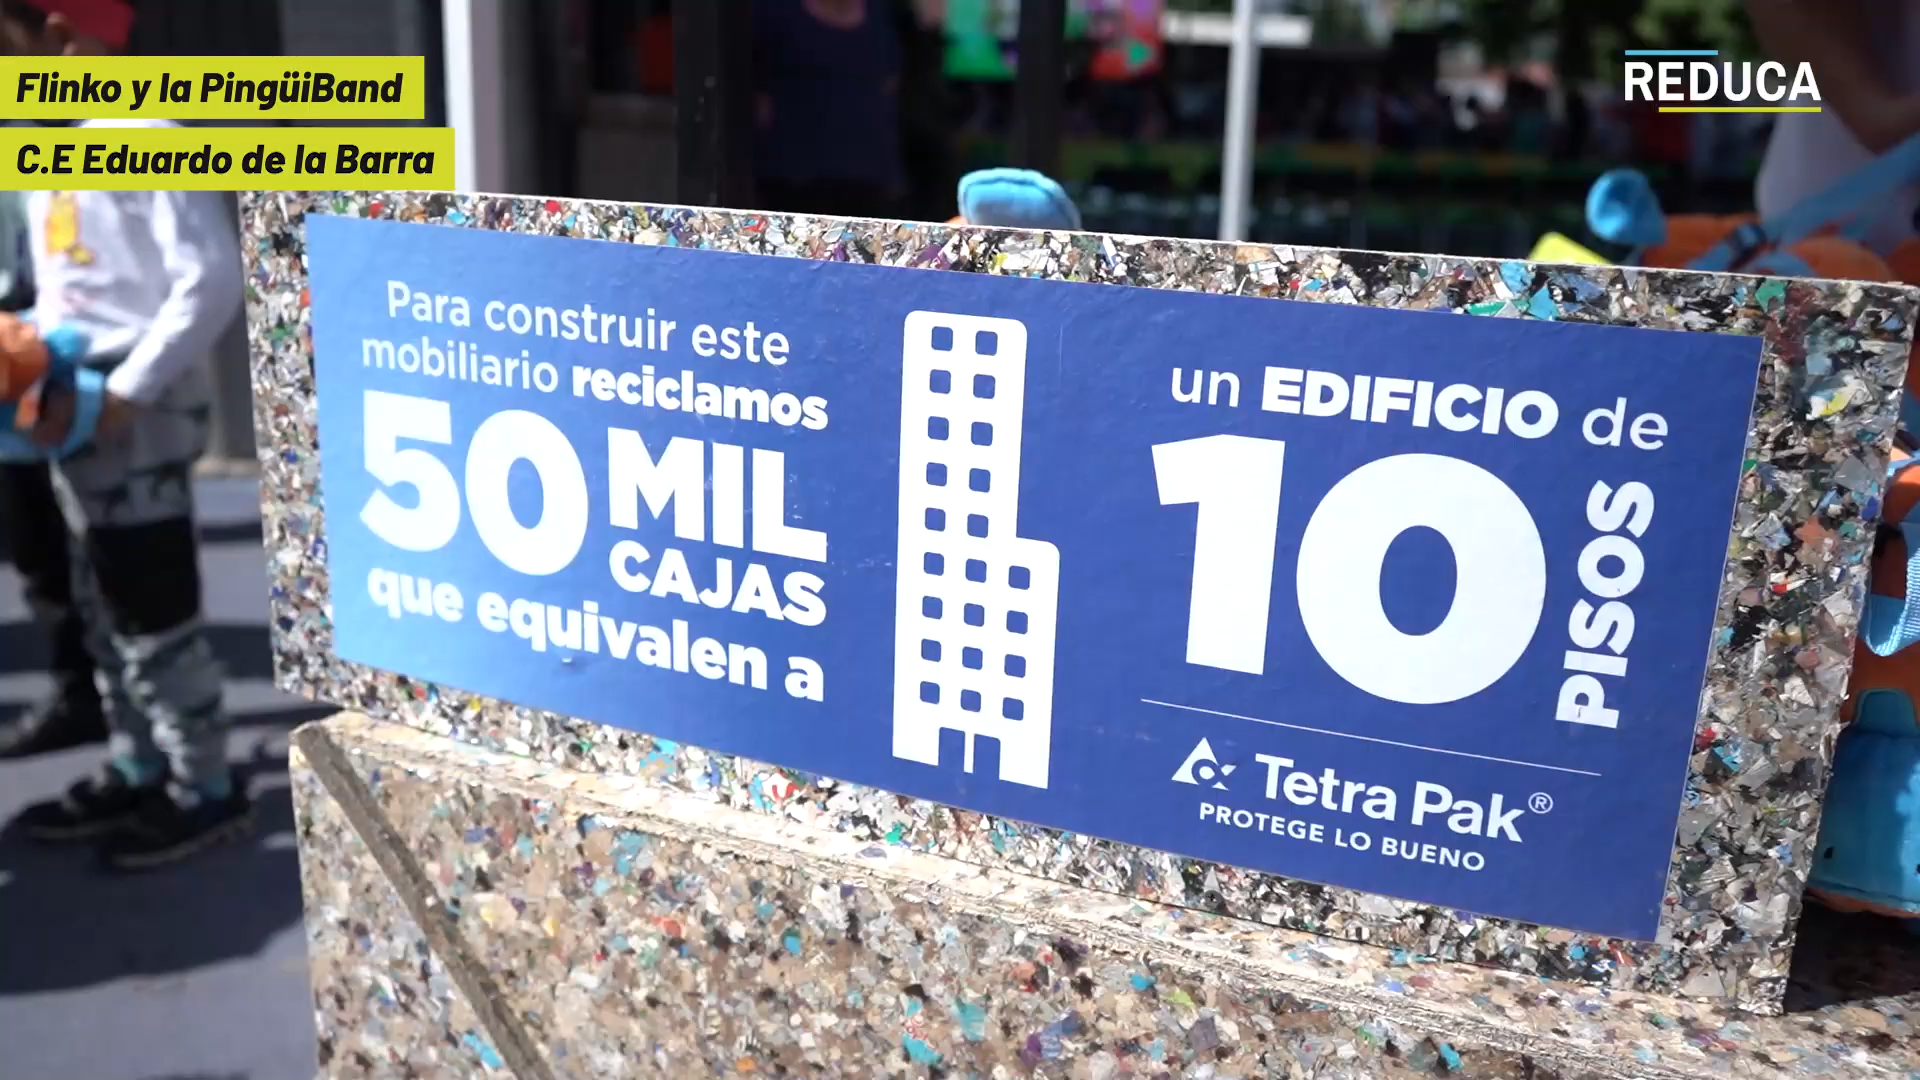 Flinko y la PingüiBand
C.E Eduardo de la Barra
REDUCA
Para construir este
mobiliario reciclamos
50 MIL
CAJAS
que equivalen a
un EDIFICIO de
10 PISOS
Tetra Pak®
PROTEGE LO BUENO